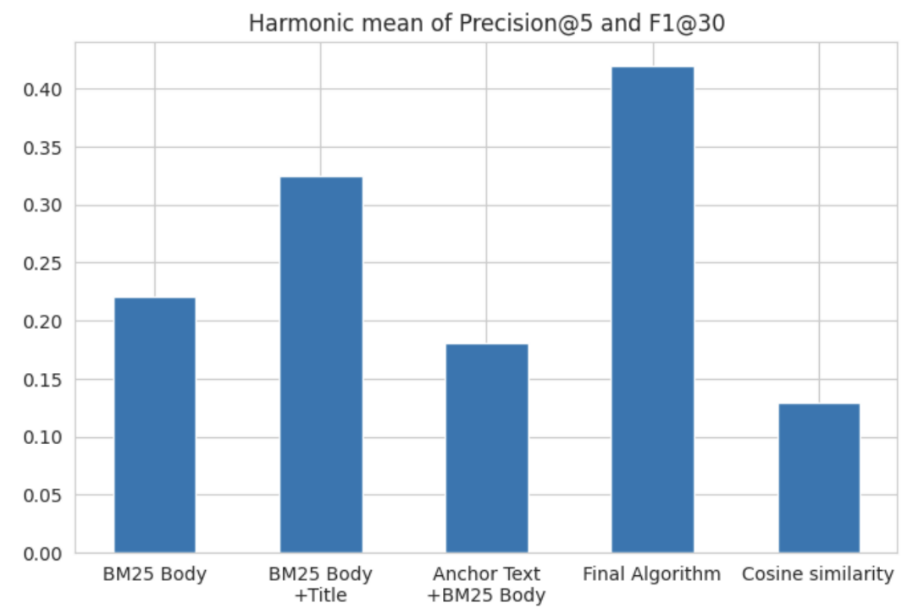 Harmonic mean of Precision@5 and F1@30
0.40
0.35
0.30
0.25
0.20
0.15
0.10
0.05
0.00
BM25 Body
BM25 Body
+Title
Anchor Text
+BM25 Body
Final Algorithm
Cosine similarity